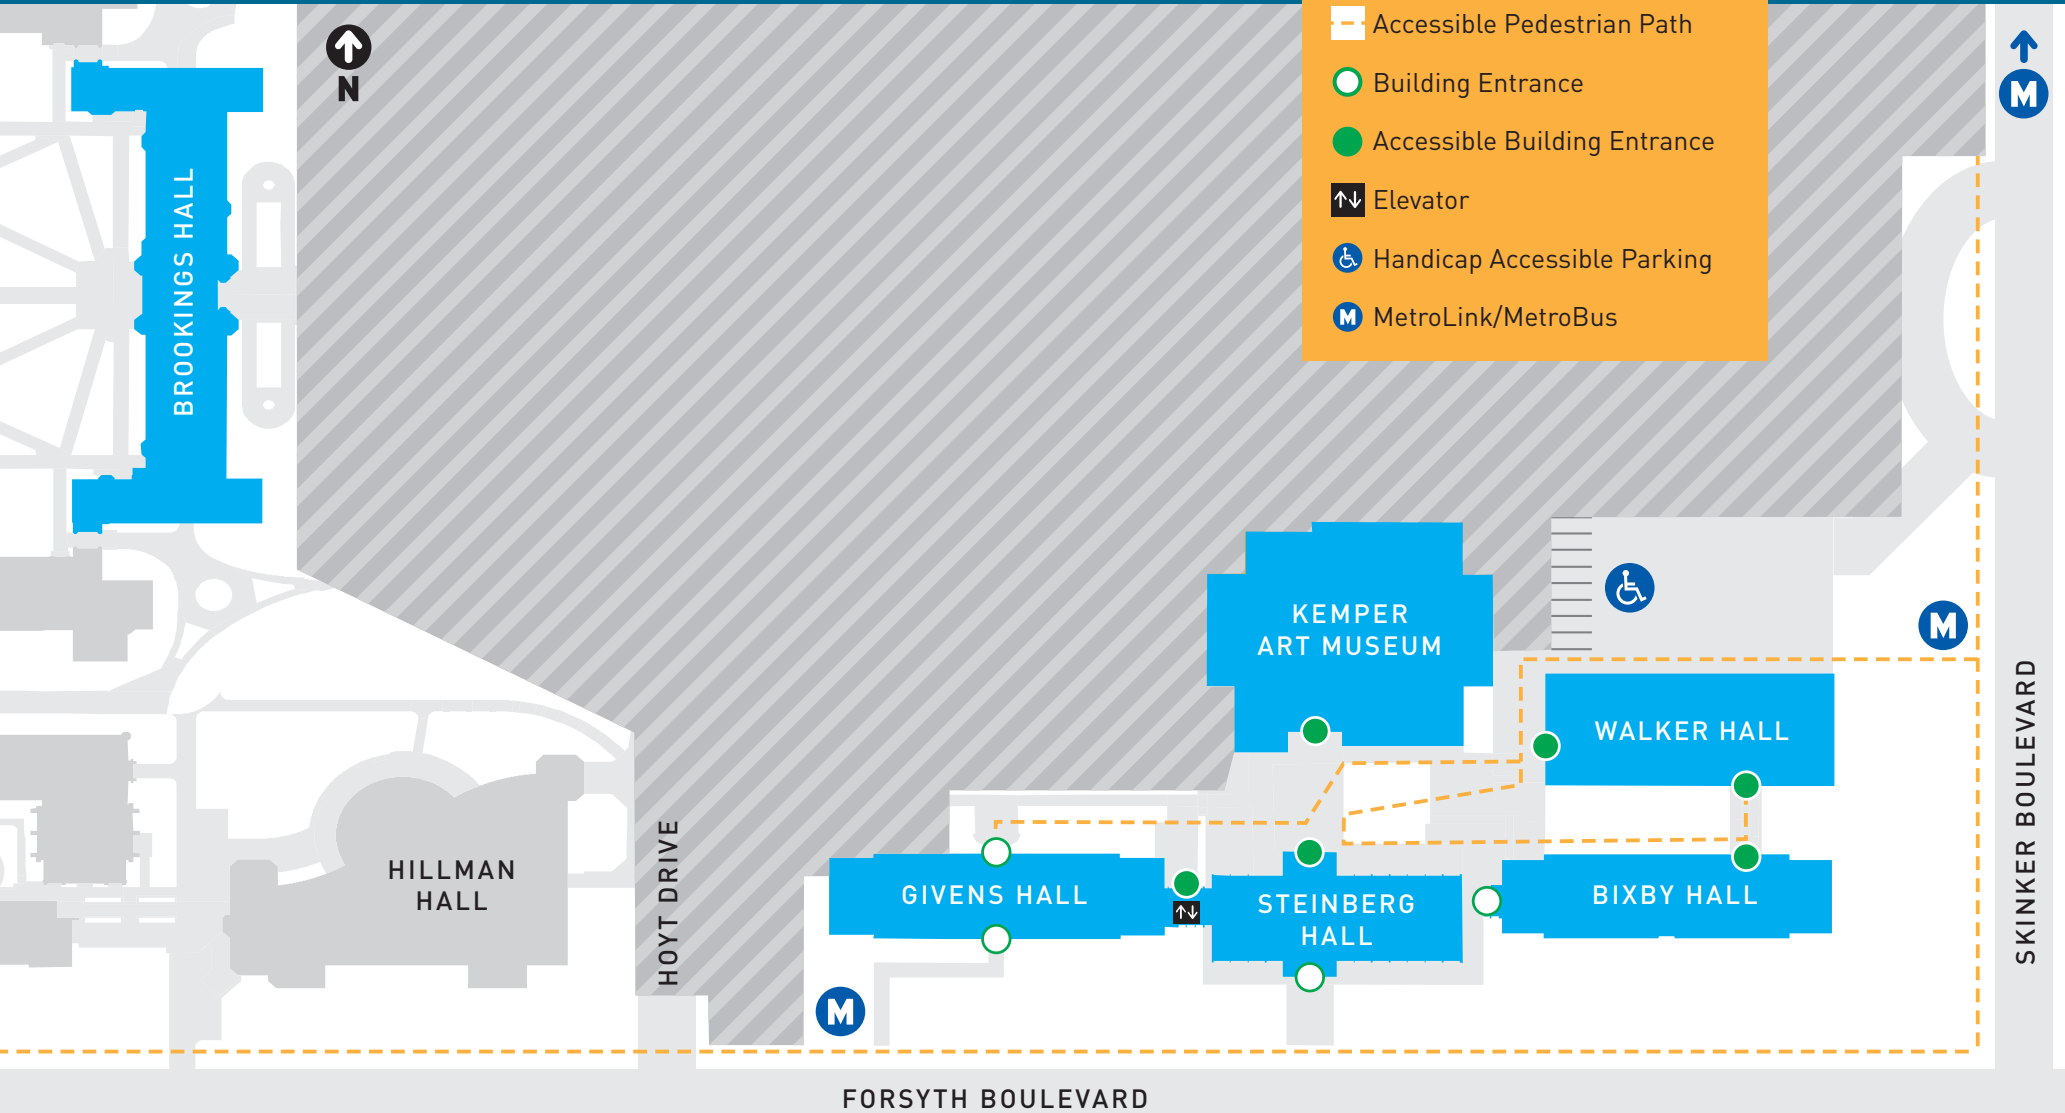 N
Accessible Pedestrian Path
Building Entrance
Accessible Building Entrance
Elevator
Handicap Accessible Parking
M MetroLink/MetroBus
M
BROOKINGS HALL
KEMPER
ART MUSEUM
M
WALKER HALL
SKINKER BOULEVARD
HILLMAN
HALL
HOYT DRIVE
GIVENS HALL
STEINBERG
HALL
BIXBY HALL
M
FORSYTH BOULEVARD